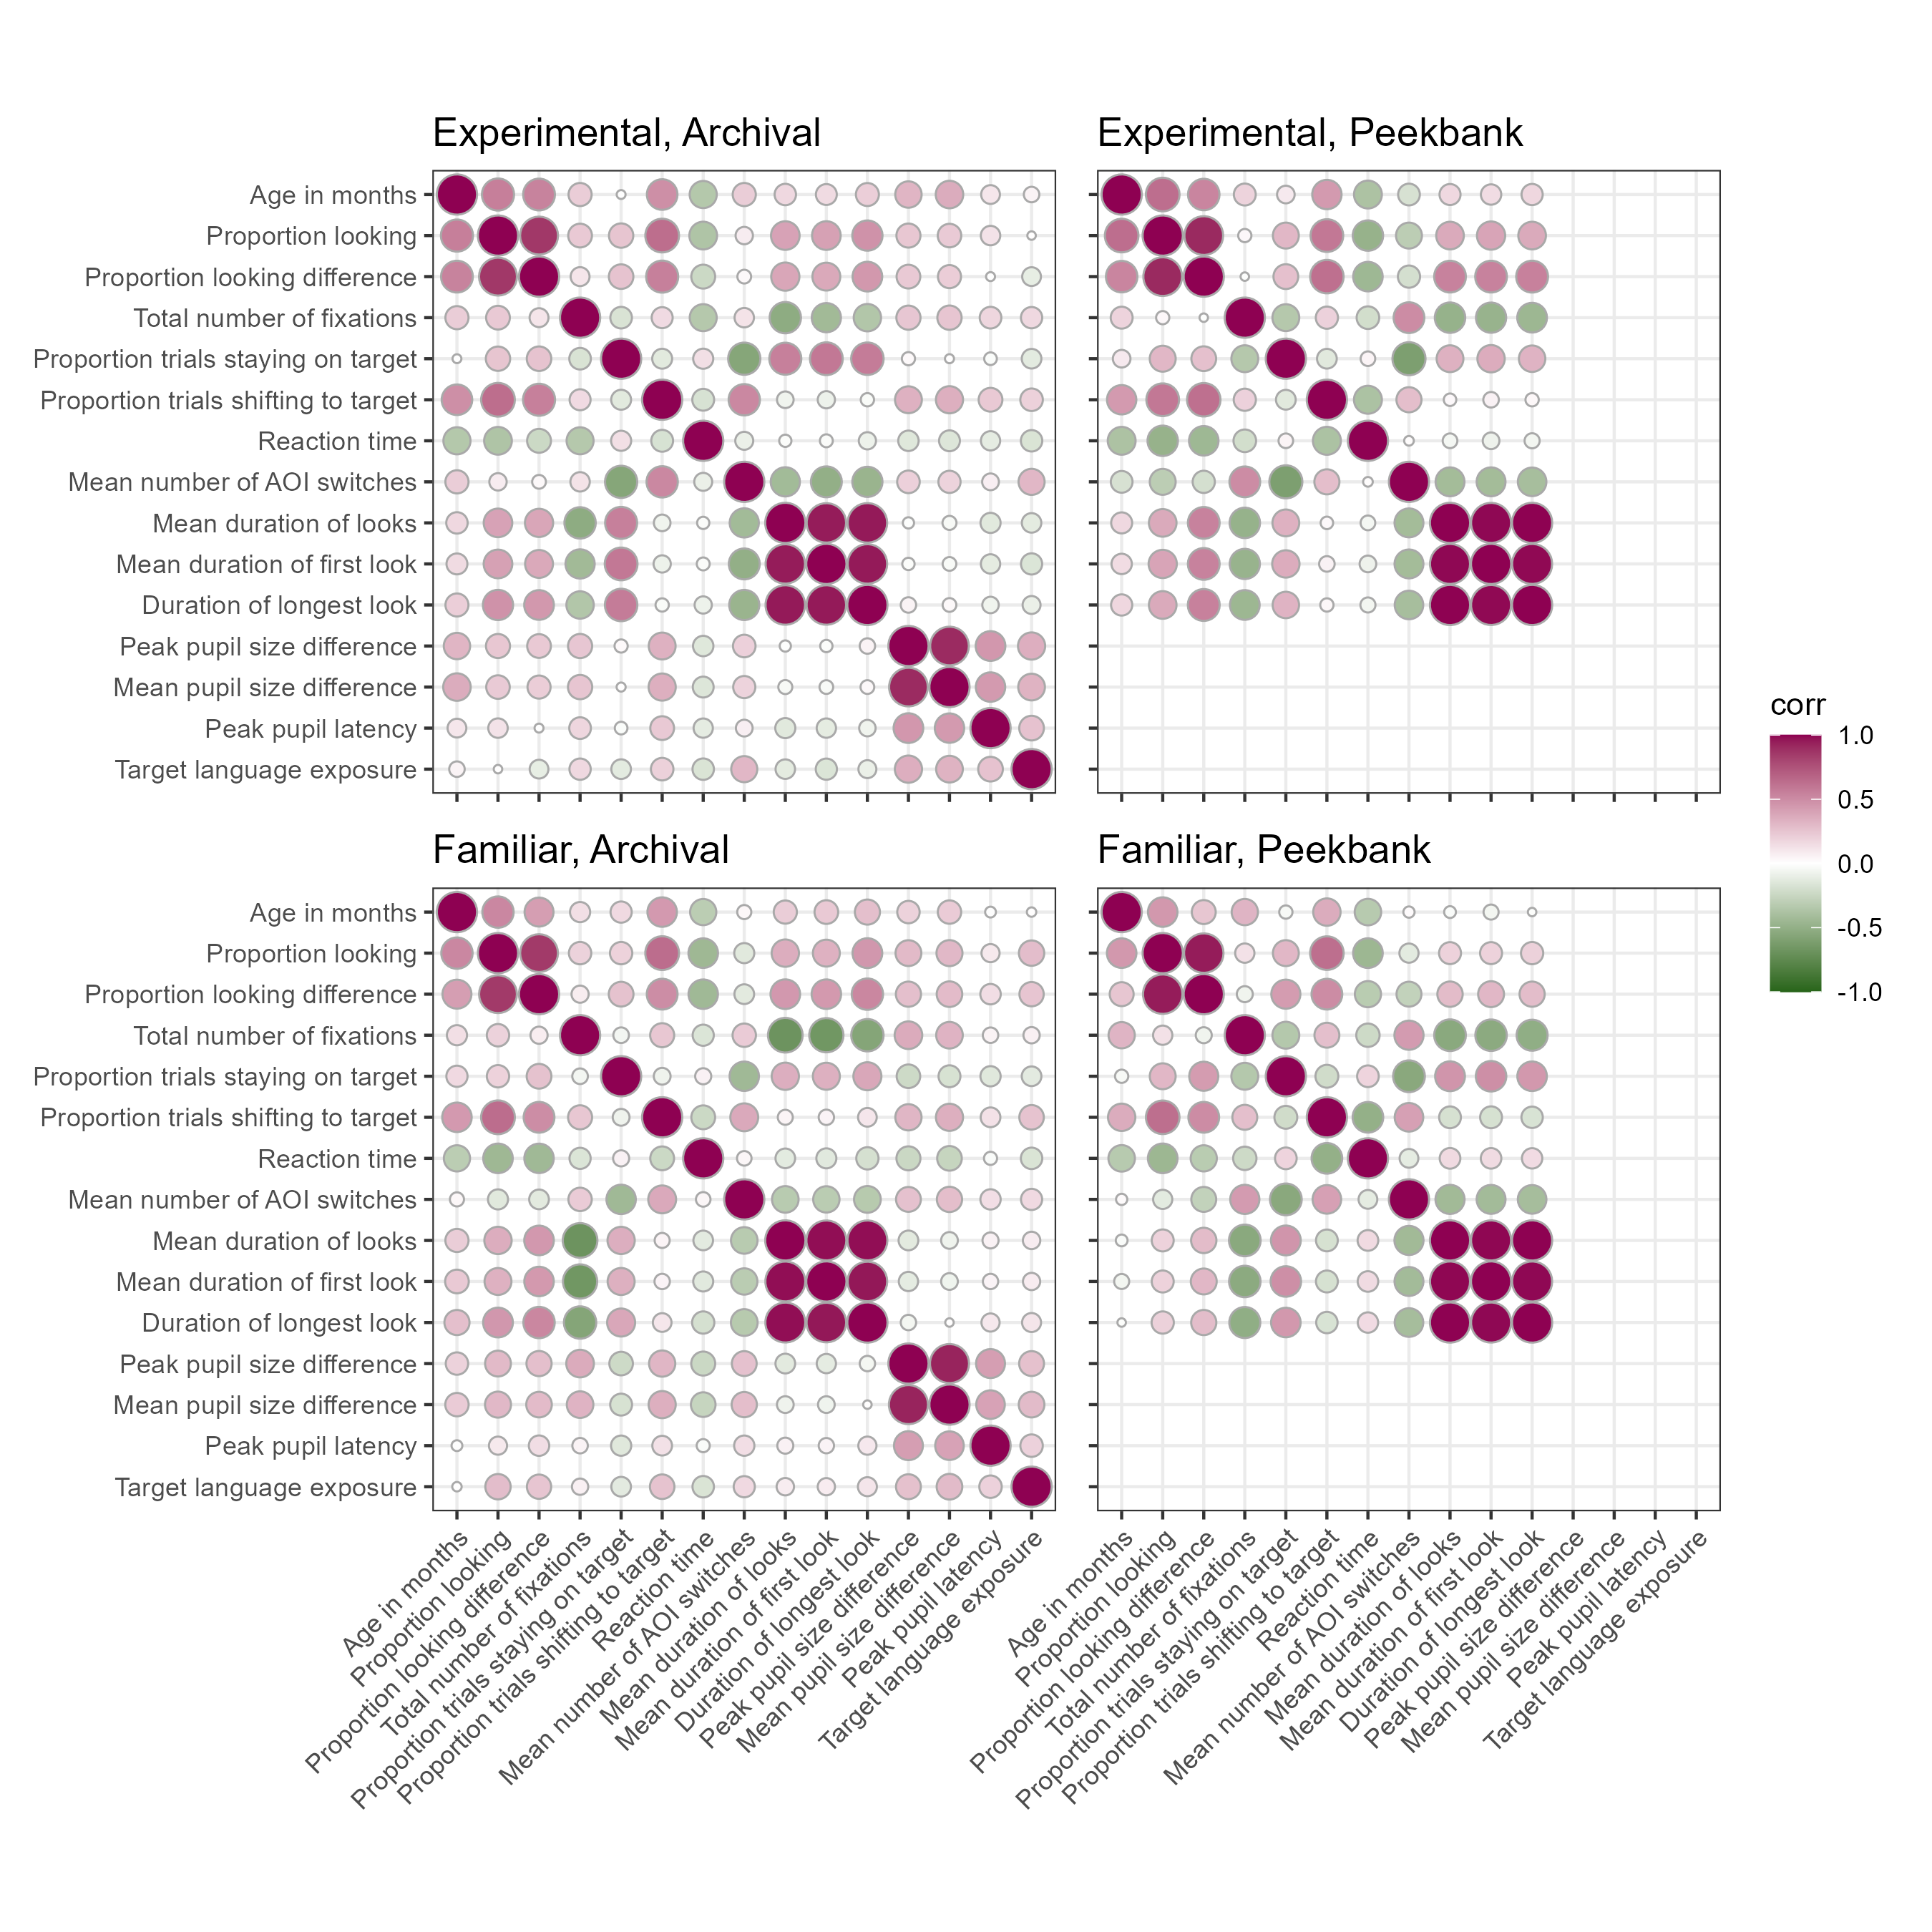 Experimental, Archival
Experimental, Peekbank
Age in months
Proportion looking
Proportion looking difference
Total number of fixations
Proportion trials staying on target
Proportion trials shifting to target
Reaction time
Mean number of AOI switches
Mean duration of looks
Mean duration of first look
Duration of longest look
Peak pupil size difference
Mean pupil size difference
Peak pupil latency
Target language exposure
Familiar, Archival
Familiar, Peekbank
Age in months
Proportion looking
Proportion looking difference
Total number of fixations
Proportion trials staying on target
Proportion trials shifting to target
Reaction time
Mean number of AOI switches
Mean duration of looks
Mean duration of first look
Duration of longest look
Peak pupil size difference
Mean pupil size difference
Peak pupil latency
Target language exposure
Age in months
Proportion looking
Proportion looking difference
Total number of fixations
Proportion trials staying on target
Proportion trials shifting to target
Reaction time
Mean number of AOI switches
Mean duration of looks
Mean duration of first look
Duration of longest look
Peak pupil size difference
Mean pupil size difference
Peak pupil latency
Target language exposure
Age in months
Proportion looking
Proportion looking difference
Total number of fixations
Proportion trials staying on target
Proportion trials shifting to target
Reaction time
Mean number of AOI switches
Mean duration of looks
Mean duration of first look
Duration of longest look
Peak pupil size difference
Mean pupil size difference
Peak pupil latency
Target language exposure
corr
1.0
0.5
0.0
-0.5
-1.0